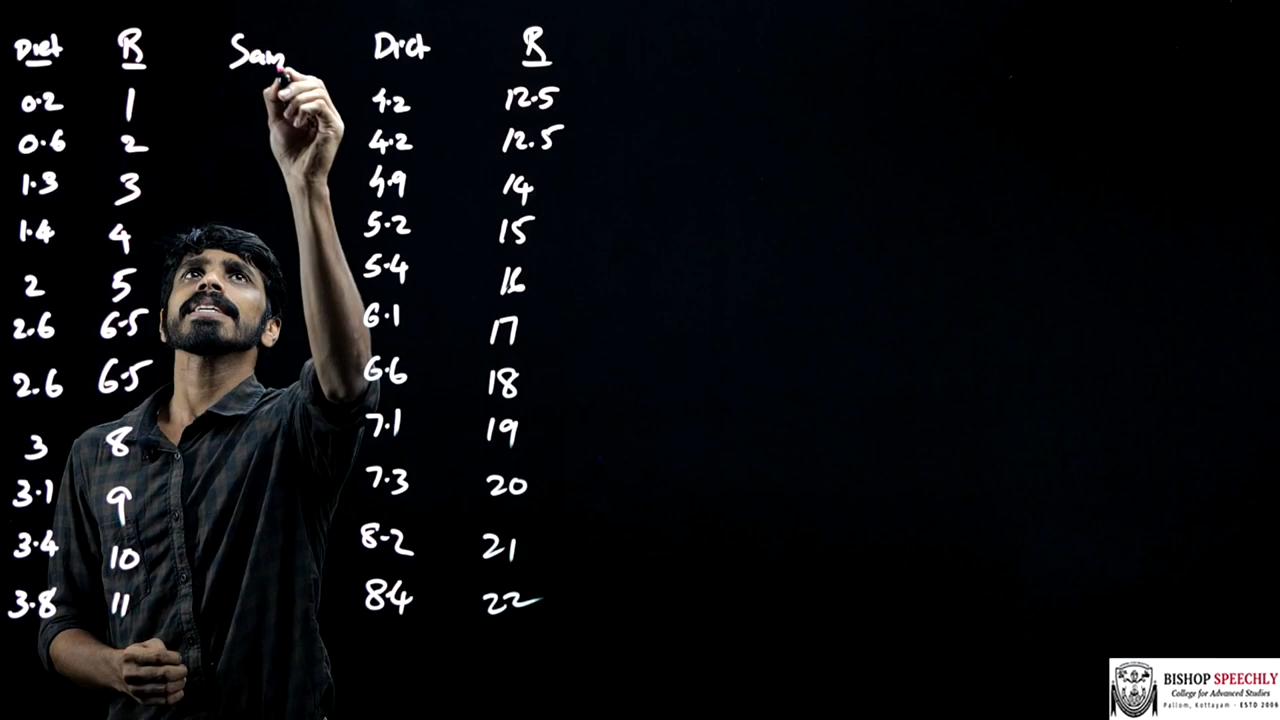 Diet R Sam Diet R
0.2 1 4.2 12.5
0.6 2 4.2 12.5
1.3 3 4.9 14
1.4 4 5.2 15
2 5 5.4 16
2.6 6.5 6.1 17
2.6 6.5 6.6 18
3 8 7.1 19
3.1 9 7.3 20
3.4 10 8.2 21
3.8 11 8.4 22
BISHOP SPEECHLY
College for Advanced Studies
Pallom, Kottayam - ESTD 2006